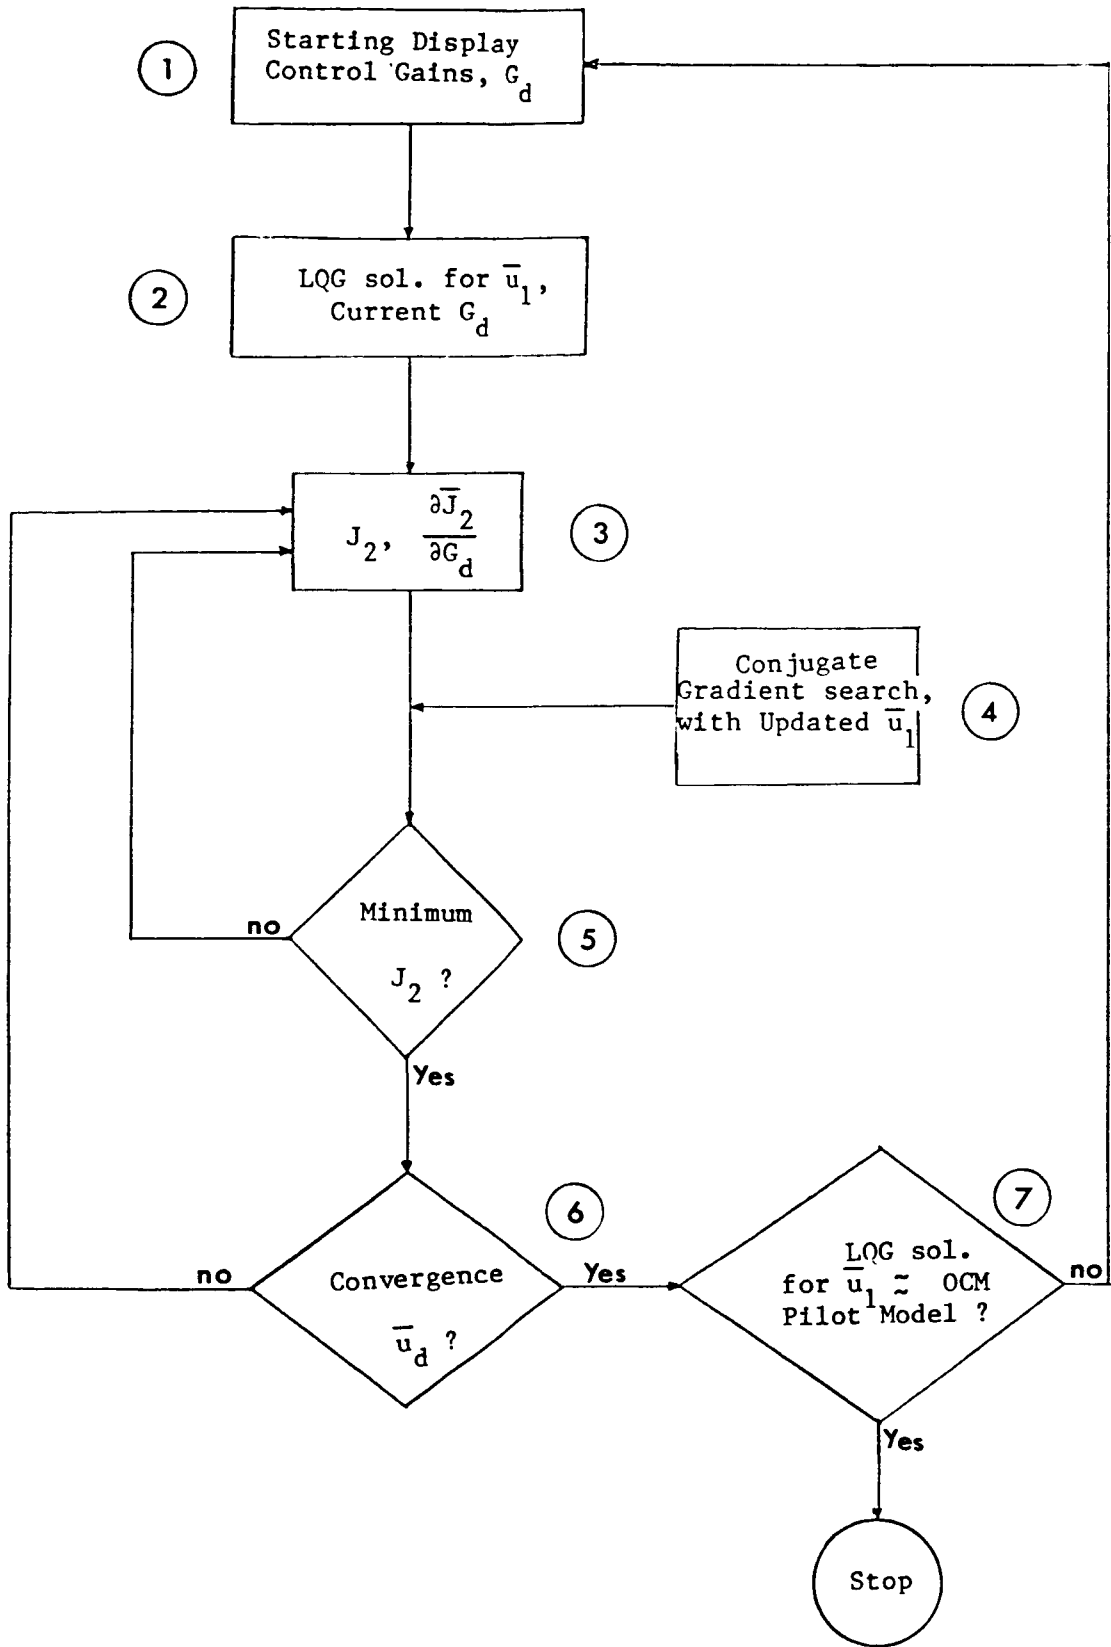 1
Starting Display
Control Gains, G_d
2
LQG sol. for ū_1,
Current G_d
J_2, ∂J̄_2
∂G_d
3
Conjugate
Gradient search,
with Updated ū_1
4
no
Minimum
J_2 ?
5
Yes
6
7
no
Convergence
ū_d ?
Yes
LQG sol.
for ū_1 ≈ OCM
Pilot Model ?
no
Yes
Stop